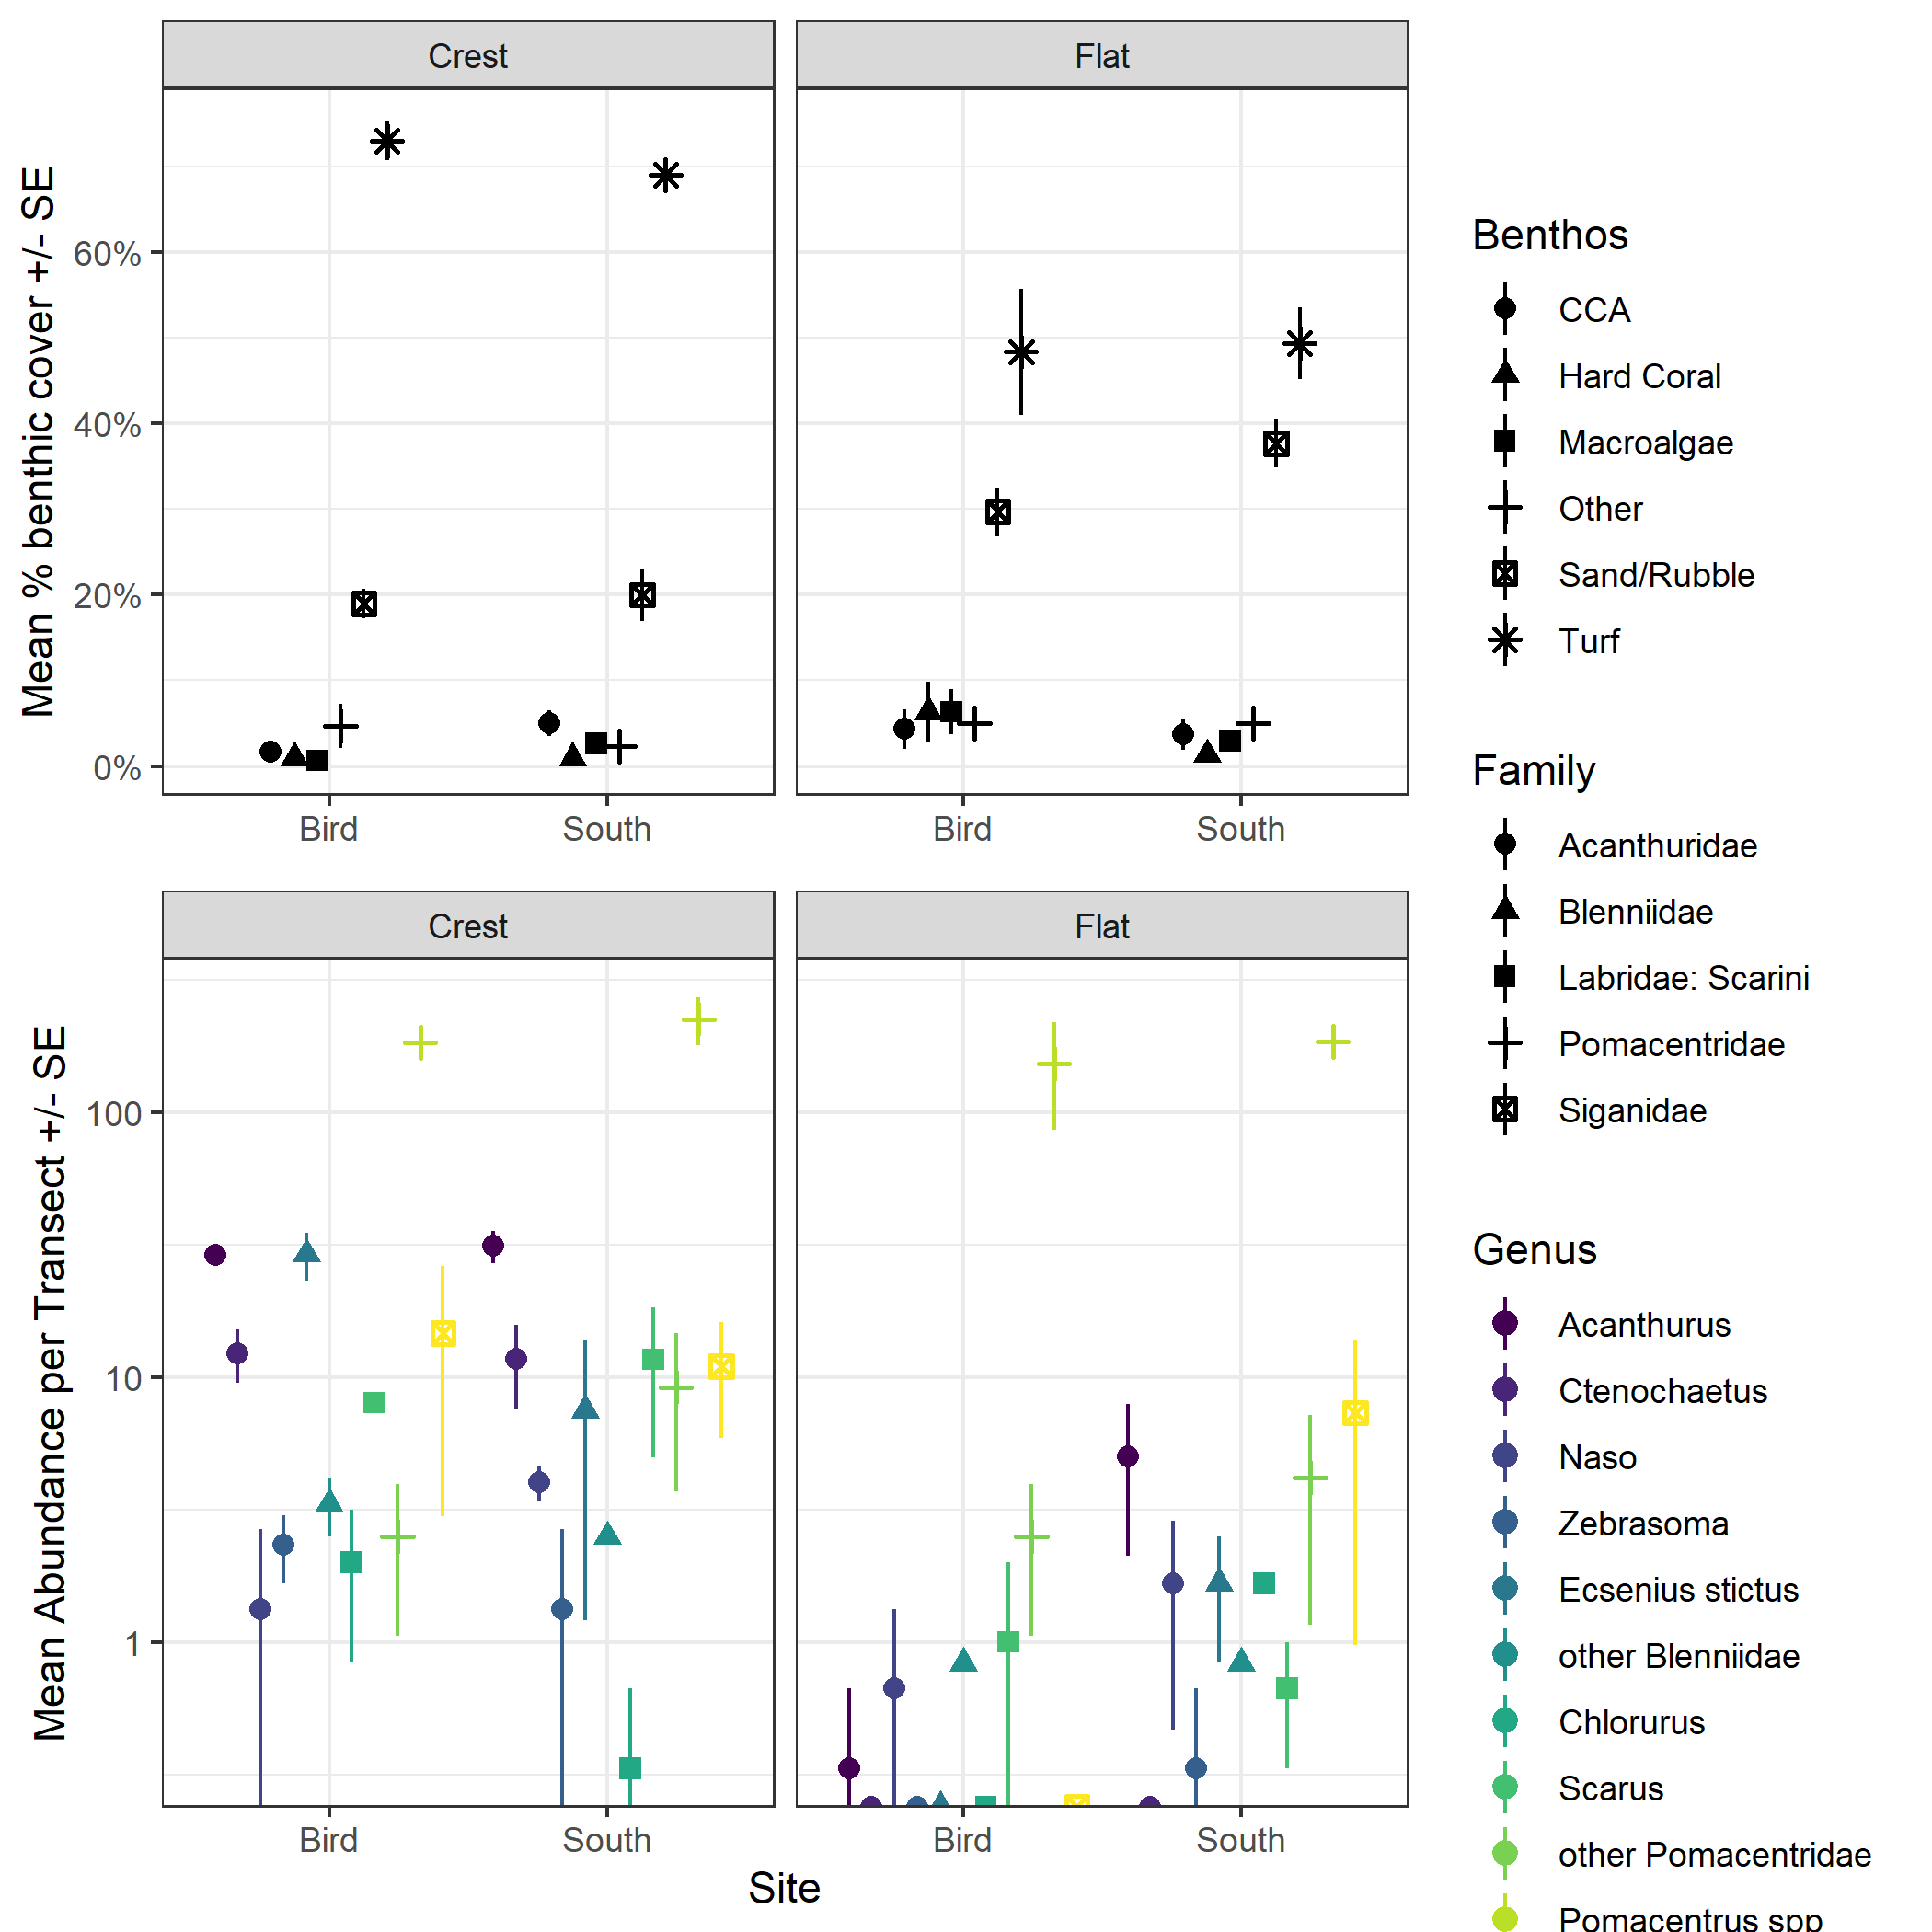 Crest
Flat
Mean % benthic cover +/- SE
60%
40%
20%
0%
Bird
South
Bird
South
Crest
Flat
Mean Abundance per Transect +/- SE
100
10
1
Bird
South
Bird
South
Site
Benthos
CCA
Hard Coral
Macroalgae
Other
Sand/Rubble
Turf
Family
Acanthuridae
Blenniidae
Labridae: Scarini
Pomacentridae
Siganidae
Genus
Acanthurus
Ctenochaetus
Naso
Zebrasoma
Ecsenius stictus
other Blenniidae
Chlorurus
Scarus
other Pomacentridae
Pomacentrus spp